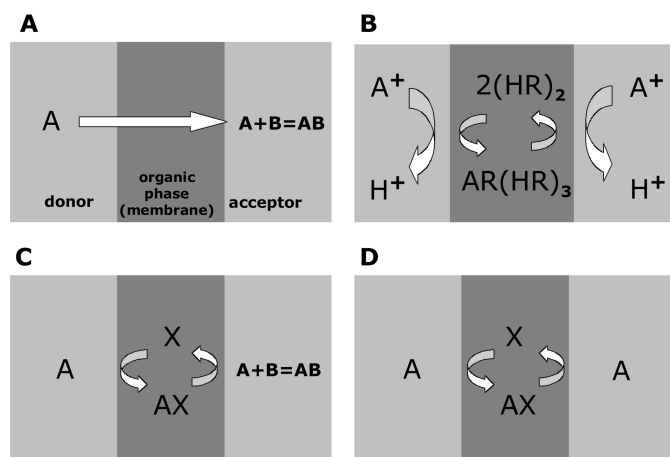 A
A
A+B=AB
donor
organic
phase
(membrane)
acceptor
B
A+
2(HR)2
A+
H+
AR(HR)3
H+
C
A
X
AX
A+B=AB
D
A
X
AX
A